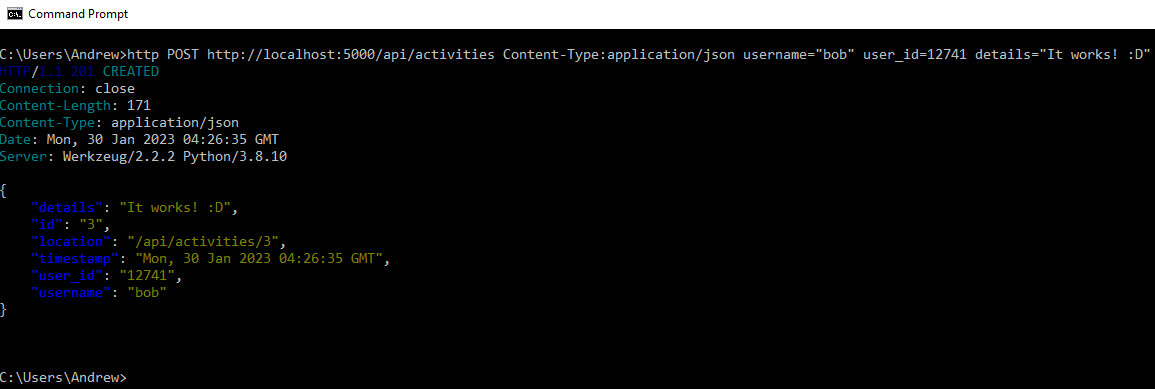 Command Prompt
C:\Users\Andrew>http POST http://localhost:5000/api/activities Content-Type:application/json username="bob" user_id=12741 details="It works! :D"
HTTP/1.1 201 CREATED
Connection: close
Content-Length: 171
Content-Type: application/json
Date: Mon, 30 Jan 2023 04:26:35 GMT
Server: Werkzeug/2.2.2 Python/3.8.10
{
    "details": "It works! :D",
    "id": "3",
    "location": "/api/activities/3",
    "timestamp": "Mon, 30 Jan 2023 04:26:35 GMT",
    "user_id": "12741",
    "username": "bob"
}
C:\Users\Andrew>